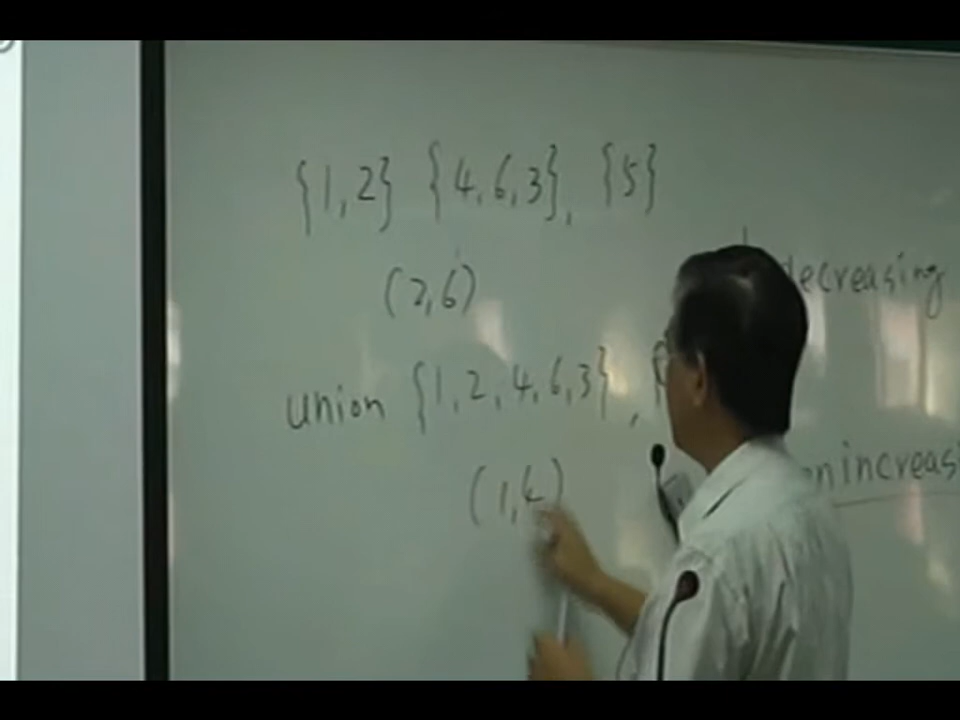 {1,2} {4,6,3}, {5}
(2,6)
decreasing
union {1,2,4,6,3}, {
(1,4)
nincreasi